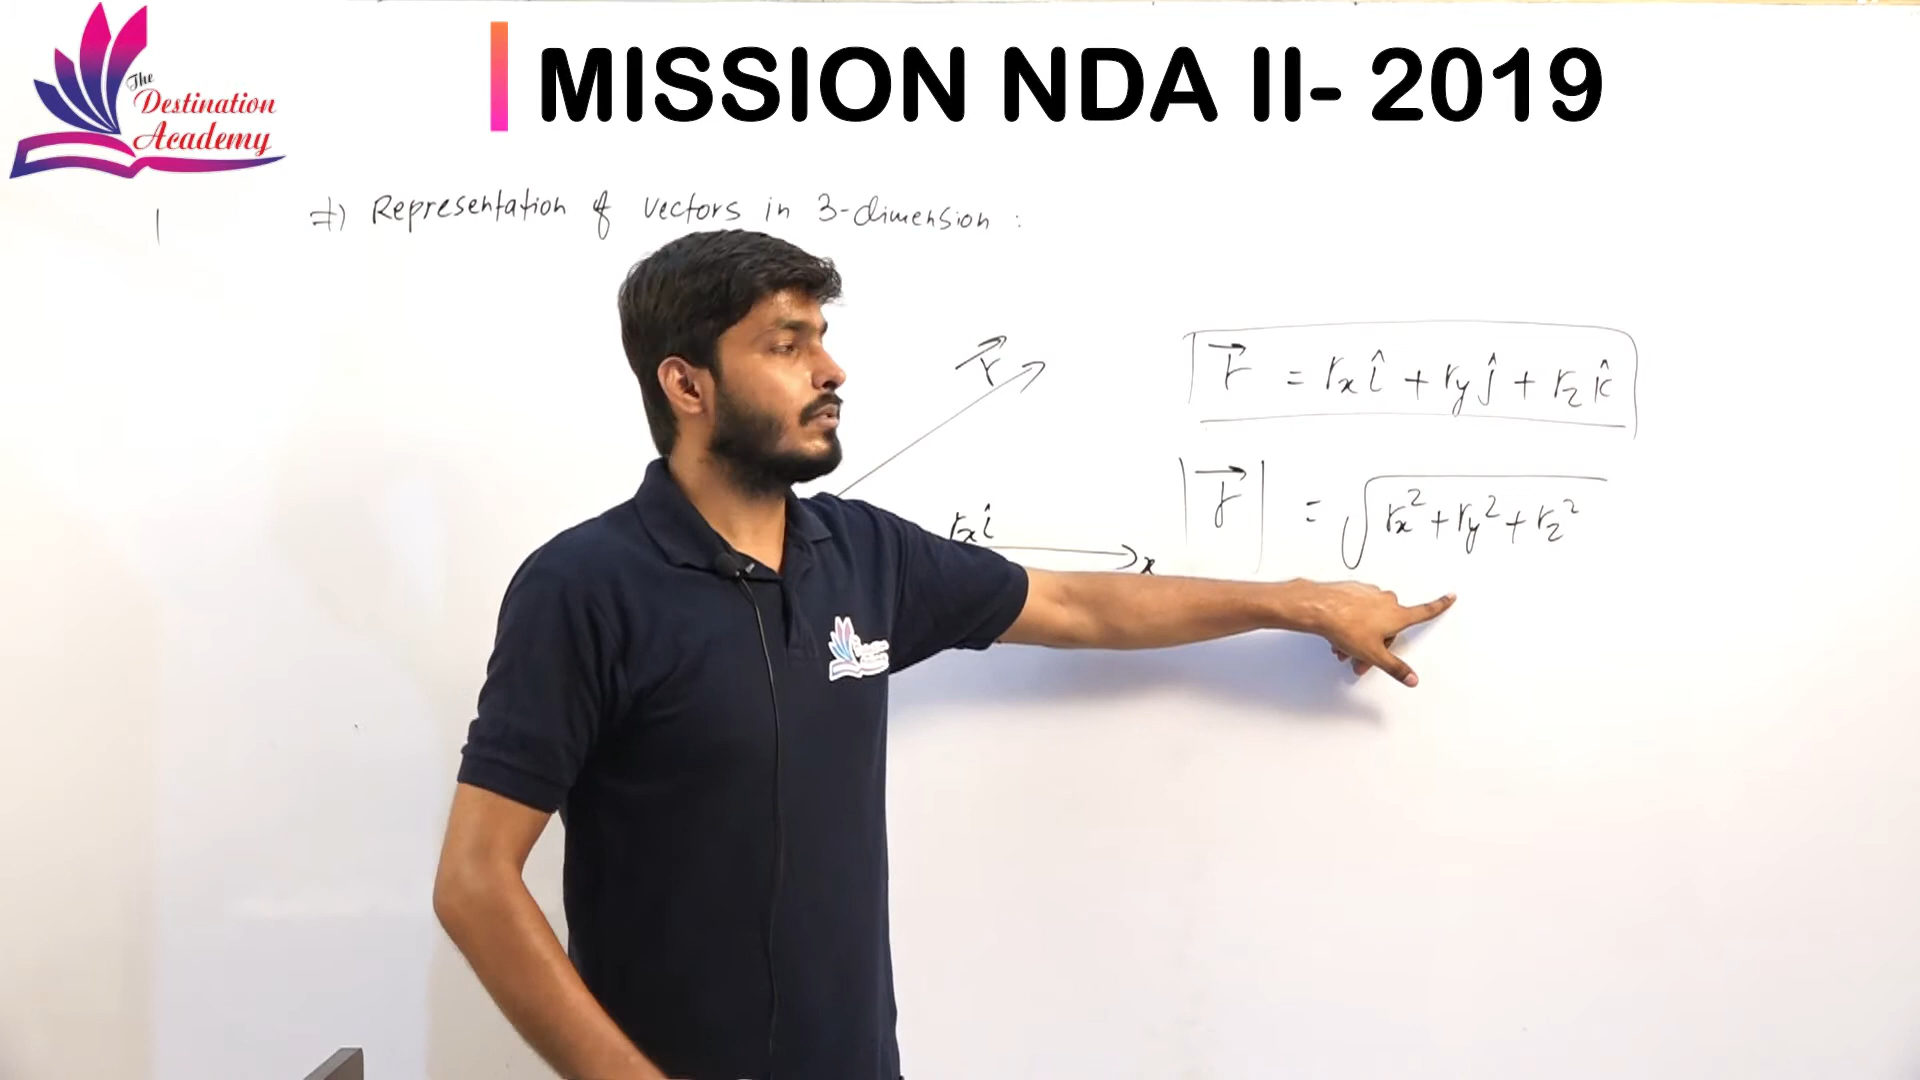 The
Destination
Academy
MISSION NDA II- 2019
⇒) Representation of vectors in 3-dimension :
r⃗
r⃗ = rₓî + r_yĵ + r_zk̂
|r⃗| = √(rₓ² + r_y² + r_z²)
rₓî
x